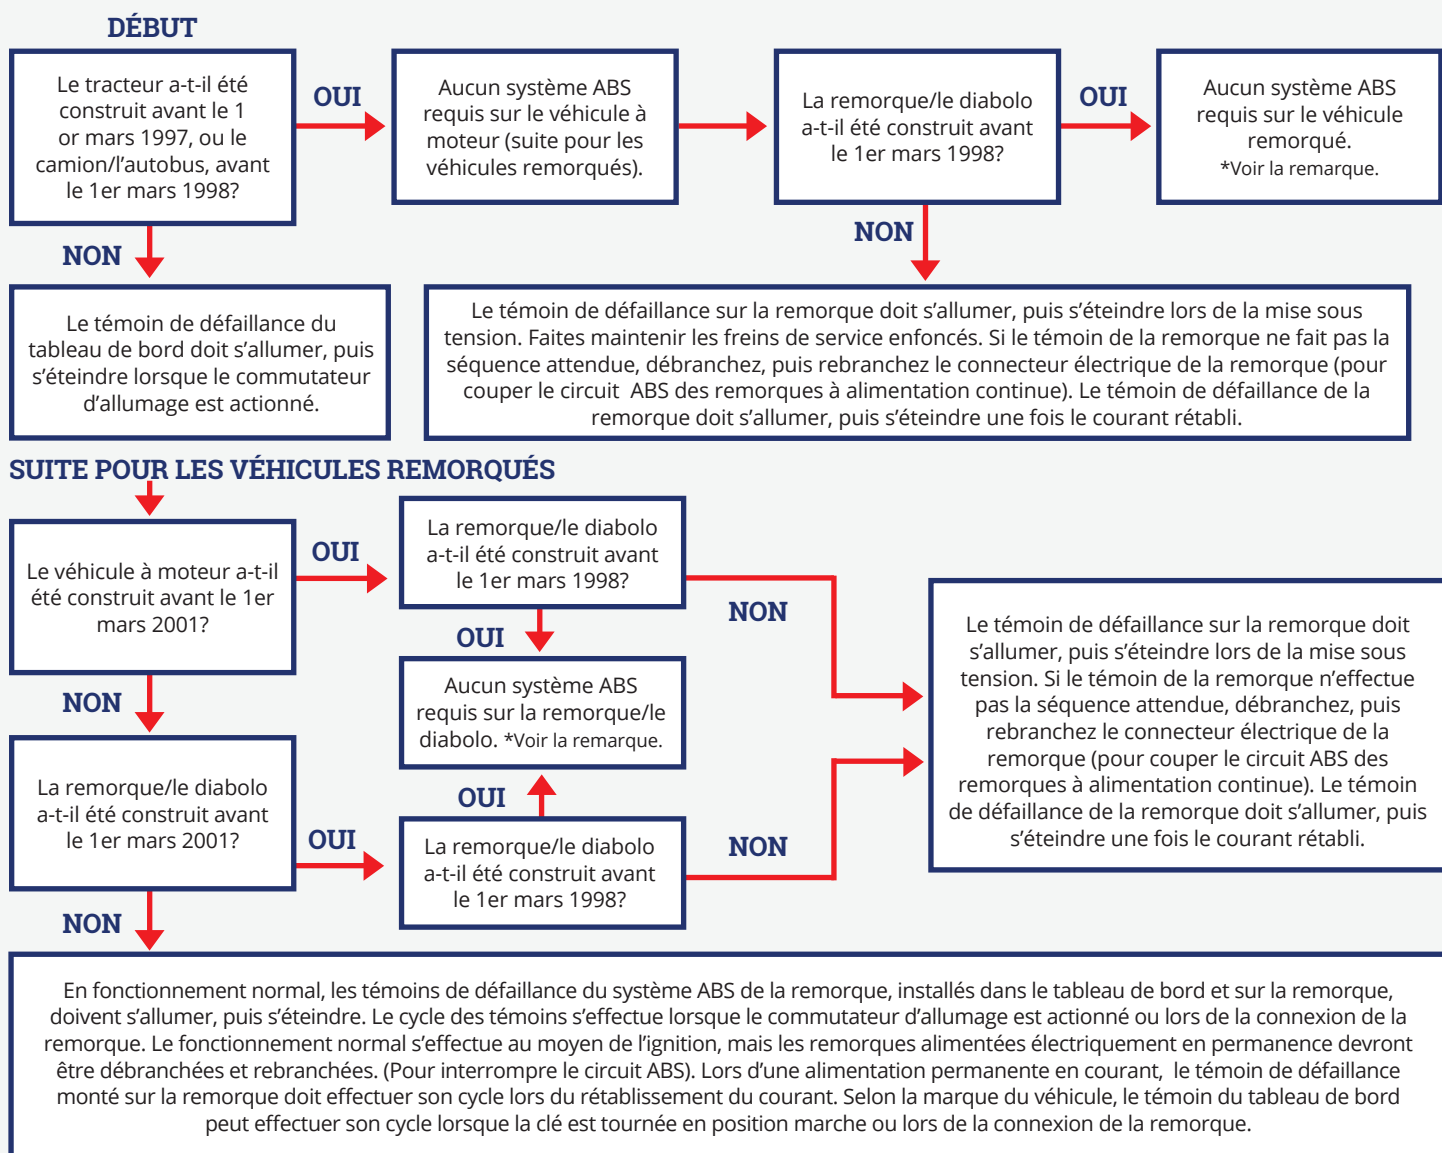 DÉBUT
Le tracteur a-t-il été
construit avant le 1
or mars 1997, ou le
camion/l'autobus, avant
le 1er mars 1998?
OUI
Aucun système ABS
requis sur le véhicule à
moteur (suite pour les
véhicules remorqués).
La remorque/le diabolo
a-t-il été construit avant
le 1er mars 1998?
OUI
Aucun système ABS
requis sur le véhicule
remorqué.
*Voir la remarque.
NON
NON
Le témoin de défaillance du
tableau de bord doit s'allumer, puis
s'éteindre lorsque le commutateur
d'allumage est actionné.
Le témoin de défaillance sur la remorque doit s'allumer, puis s'éteindre lors de la mise sous
tension. Faites maintenir les freins de service enfoncés. Si le témoin de la remorque ne fait pas la
séquence attendue, débranchez, puis rebranchez le connecteur électrique de la remorque (pour
couper le circuit ABS des remorques à alimentation continue). Le témoin de défaillance de la
remorque doit s'allumer, puis s'éteindre une fois le courant rétabli.
SUITE POUR LES VÉHICULES REMORQUÉS
Le véhicule à moteur a-t-il
été construit avant le 1er
mars 2001?
OUI
La remorque/le diabolo
a-t-il été construit avant
le 1er mars 1998?
NON
OUI
Aucun système ABS
requis sur la remorque/le
diabolo. *Voir la remarque.
NON
La remorque/le diabolo
a-t-il été construit avant
le 1er mars 2001?
OUI
OUI
La remorque/le diabolo
a-t-il été construit avant
le 1er mars 1998?
NON
Le témoin de défaillance sur la remorque doit
s'allumer, puis s'éteindre lors de la mise sous
tension. Si le témoin de la remorque n'effectue
pas la séquence attendue, débranchez, puis
rebranchez le connecteur électrique de la
remorque (pour couper le circuit ABS des
remorques à alimentation continue). Le témoin
de défaillance de la remorque doit s'allumer, puis
s'éteindre une fois le courant rétabli.
NON
En fonctionnement normal, les témoins de défaillance du système ABS de la remorque, installés dans le tableau de bord et sur la remorque,
doivent s'allumer, puis s'éteindre. Le cycle des témoins s'effectue lorsque le commutateur d'allumage est actionné ou lors de la connexion de la
remorque. Le fonctionnement normal s'effectue au moyen de l'ignition, mais les remorques alimentées électriquement en permanence devront
être débranchées et rebranchées. (Pour interrompre le circuit ABS). Lors d'une alimentation permanente en courant, le témoin de défaillance
monté sur la remorque doit effectuer son cycle lors du rétablissement du courant. Selon la marque du véhicule, le témoin du tableau de bord
peut effectuer son cycle lorsque la clé est tournée en position marche ou lors de la connexion de la remorque.